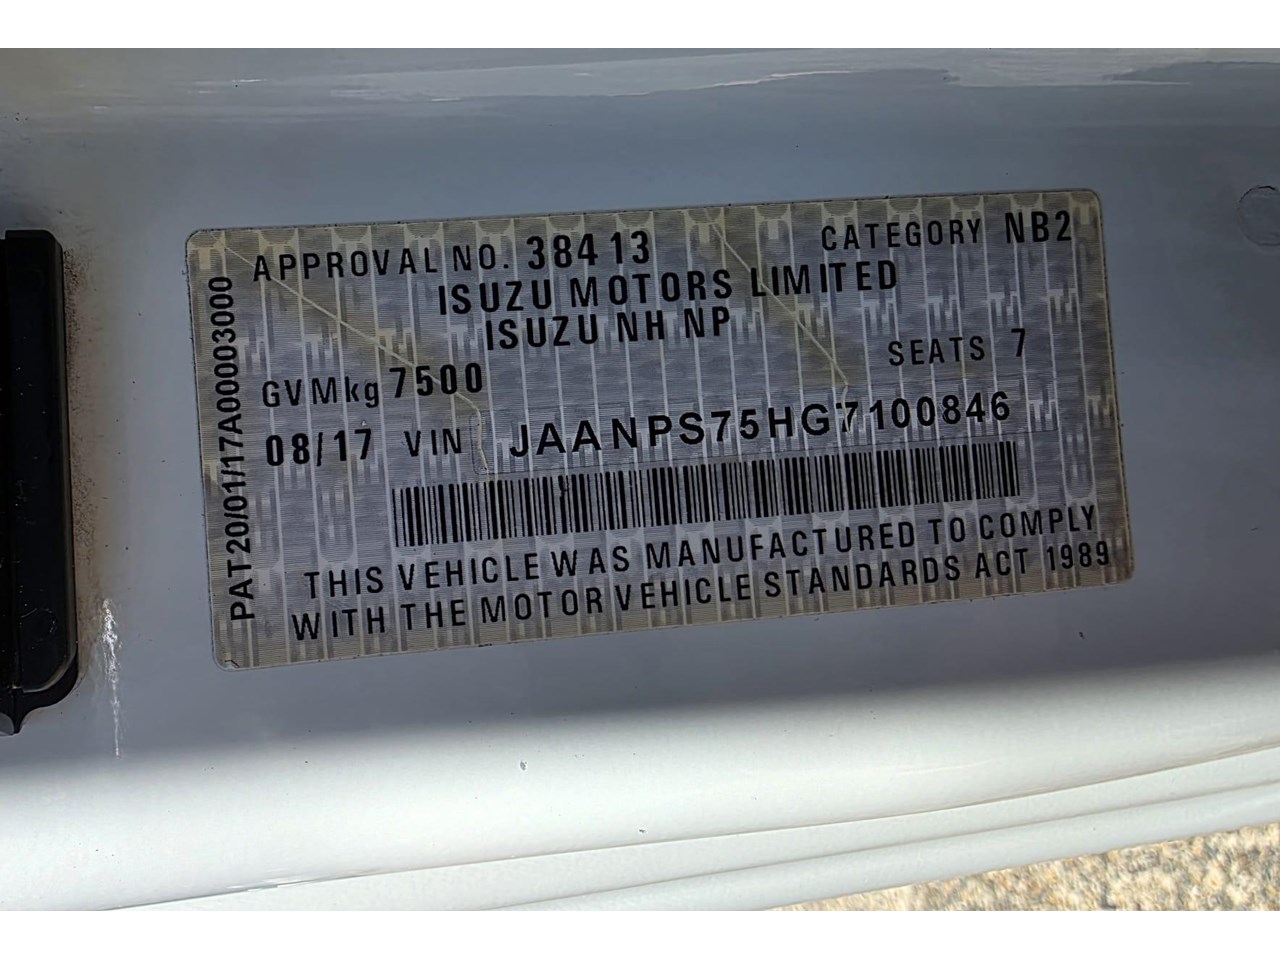 APPROVAL NO. 38413 CATEGORY NB2
ISUZU MOTORS LIMITED
ISUZU NH NP
GVMkg 7500 SEATS 7
08/17 VIN JAANPS75HG7100846
THIS VEHICLE WAS MANUFACTURED TO COMPLY
WITH THE MOTOR VEHICLE STANDARDS ACT 1989
PAT20/01/17A00003000